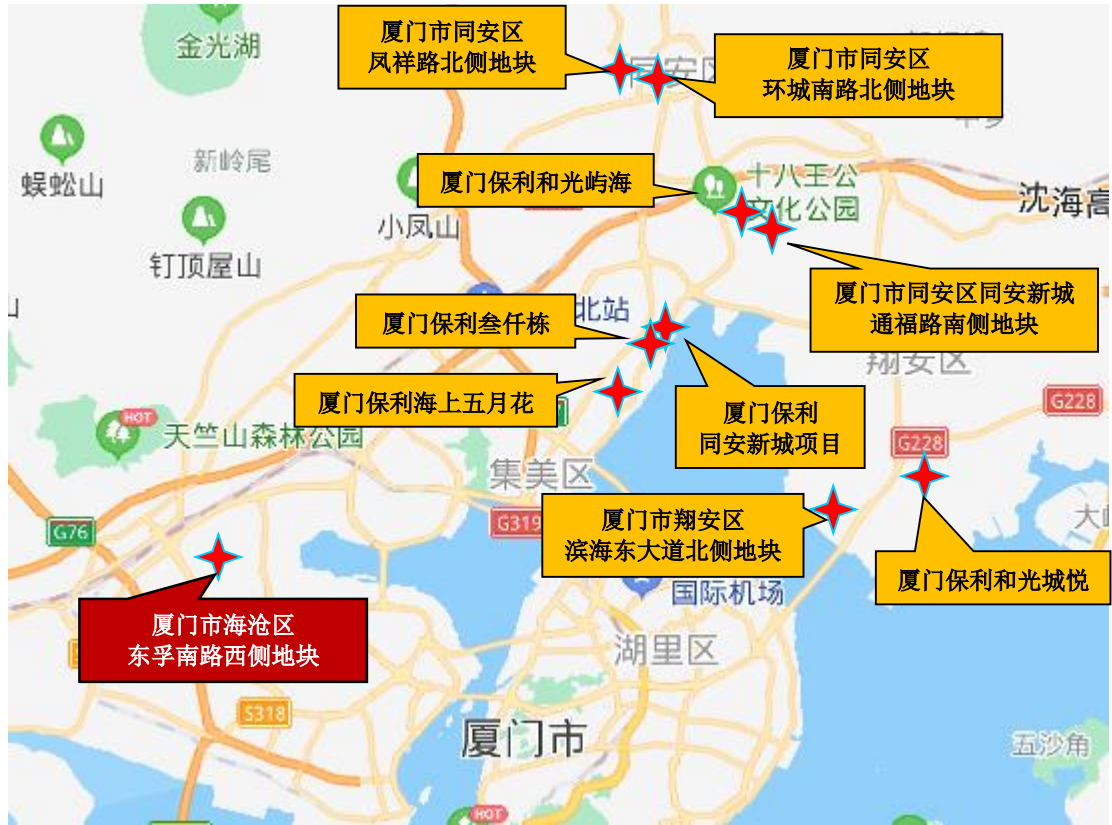 金光湖
厦门市同安区
凤祥路北侧地块
同安区
厦门市同安区
环城南路北侧地块
蜈蚣山
新岭尾
小凤山
钉顶屋山
厦门保利和光屿海
十八王公
文化公园
沈海高
厦门市同安区同安新城
通福路南侧地块
北站
厦门保利叁仟栋
厦门保利海上五月花
厦门保利
同安新城项目
翔安区
G228
G228
HOT
天竺山森林公园
集美区
G319
G76
厦门市翔安区
滨海东大道北侧地块
厦门保利和光城悦
国际机场
厦门市海沧区
东孚南路西侧地块
湖里区
S318
厦门市
五沙角
HOT